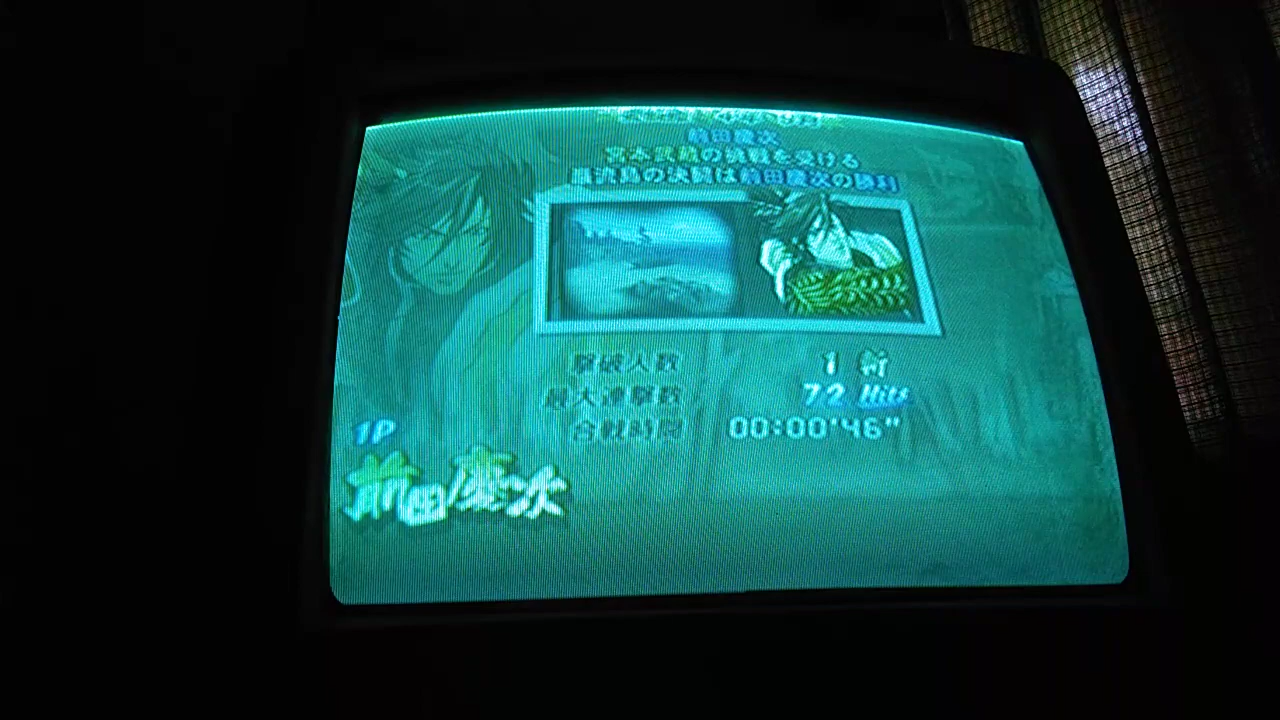 前田慶次
宮本武蔵の挑戦を受ける
巌流島の決闘は前田慶次の勝利
撃破人数 1 斬
最大連撃数 72 Hits
合戦時間 00:00'46"
1P
前田慶次